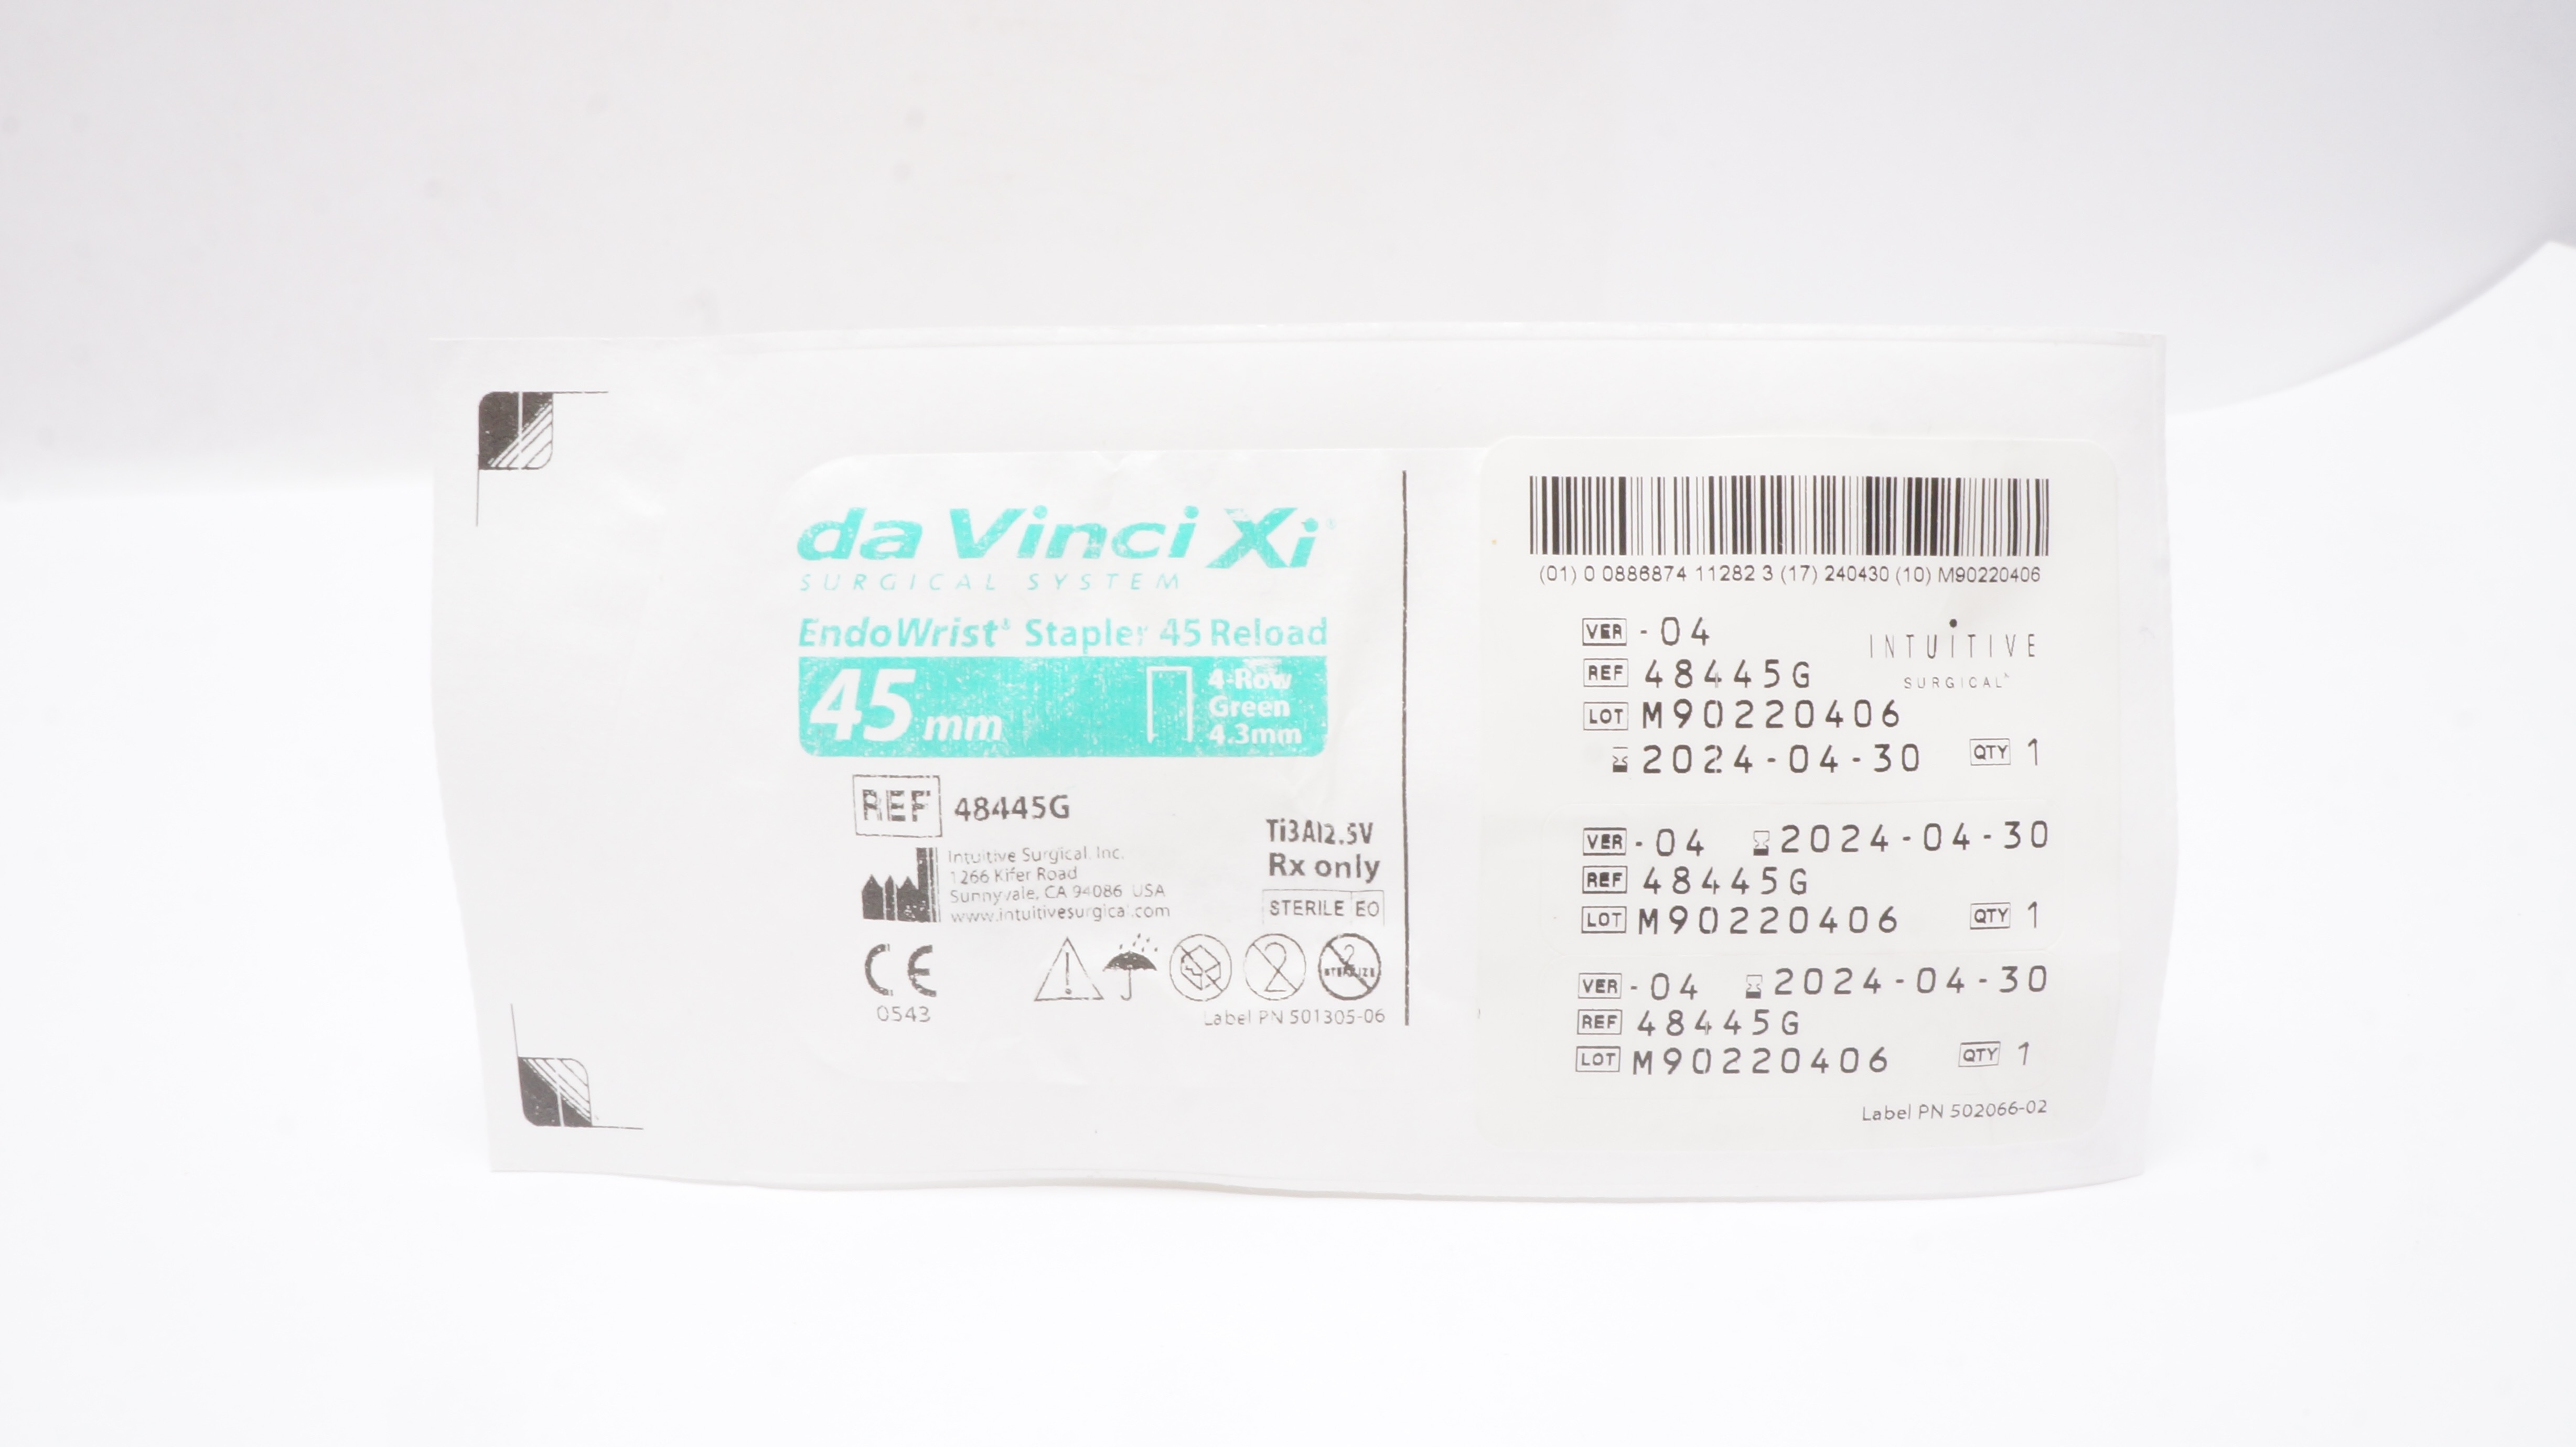 da Vinci Xi®
SURGICAL SYSTEM
EndoWrist® Stapler 45 Reload
45 mm
4-Row
Green
4.3mm
REF 48445G
Intuitive Surgical, Inc.
1266 Kifer Road
Sunnyvale, CA 94086 USA
www.intuitivesurgical.com
Ti3Al2.5V
Rx only
STERILE EO
CE
0543
2
2
STERILIZE
Label PN 501305-06
(01) 0 0886874 11282 3 (17) 240430 (10) M90220406
VER -04
INTUITIVE
SURGICAL
REF 48445G
LOT M90220406
2024-04-30 QTY 1
VER -04 2024-04-30
REF 48445G
LOT M90220406 QTY 1
VER -04 2024-04-30
REF 48445G
LOT M90220406 QTY 1
Label PN 502066-02